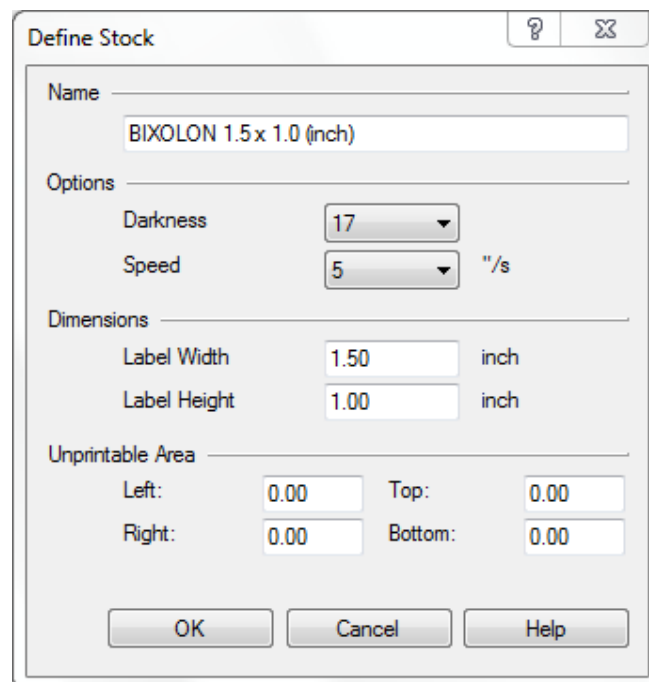 Define Stock
Name
BIXOLON 1.5 x 1.0 (inch)
Options
Darkness 17
Speed 5 "/s
Dimensions
Label Width 1.50 inch
Label Height 1.00 inch
Unprintable Area
Left: 0.00 Top: 0.00
Right: 0.00 Bottom: 0.00
OK Cancel Help